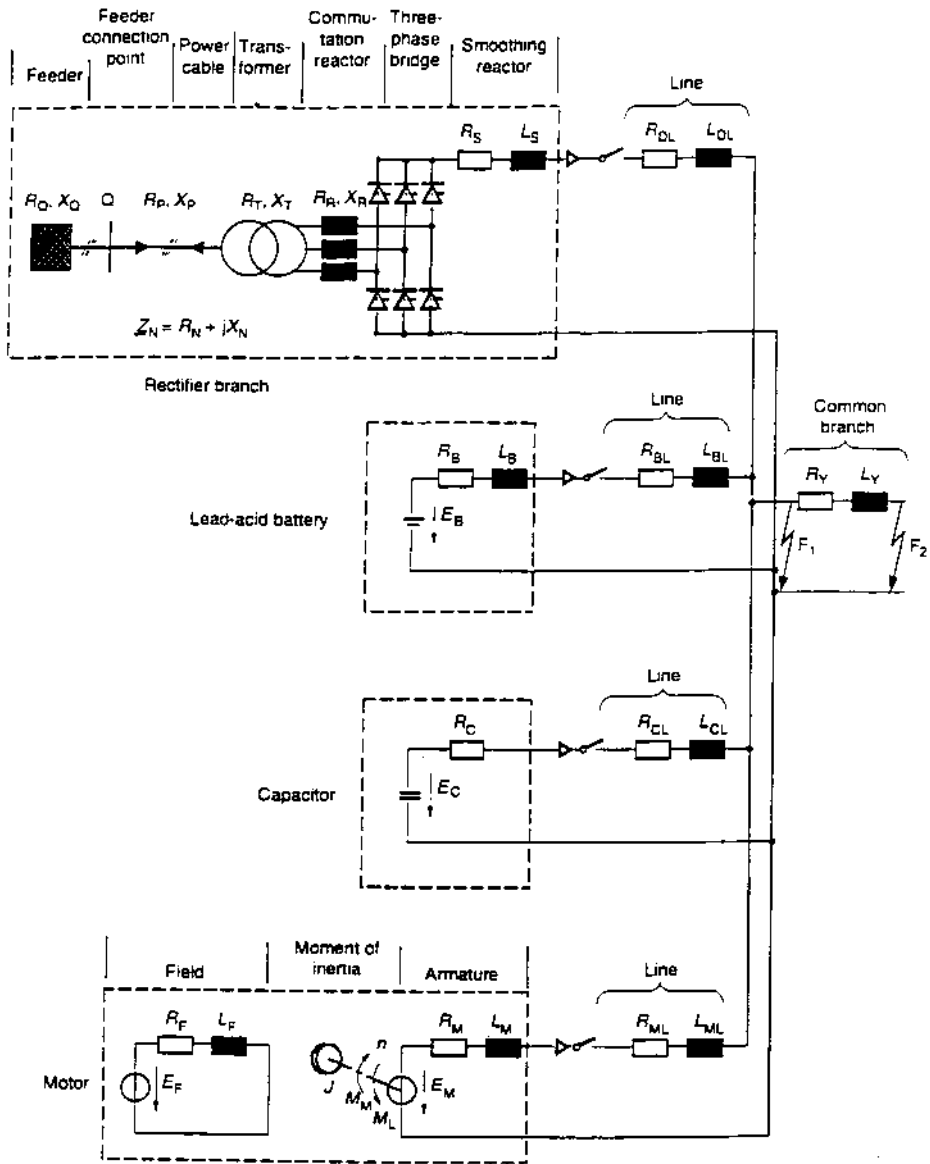 Feeder
Feeder
connection
point
Power
cable
Trans-
former
Commu-
tation
reactor
Three-
phase
bridge
Smoothing
reactor
Line
R_S L_S R_DL L_DL
R_Q, X_Q Q R_P, X_P R_T, X_T R_R, X_R
Z_N = R_N + jX_N
Rectifier branch
Line
Common
branch
R_B L_B R_BL L_BL
R_Y L_Y
Lead-acid battery
E_B
F_1 F_2
Line
R_C R_CL L_CL
Capacitor
E_C
Field
Moment of
inertia
Armature
Line
R_F L_F R_M L_M R_ML L_ML
n
Motor
E_F
J
M_M
M_L
E_M